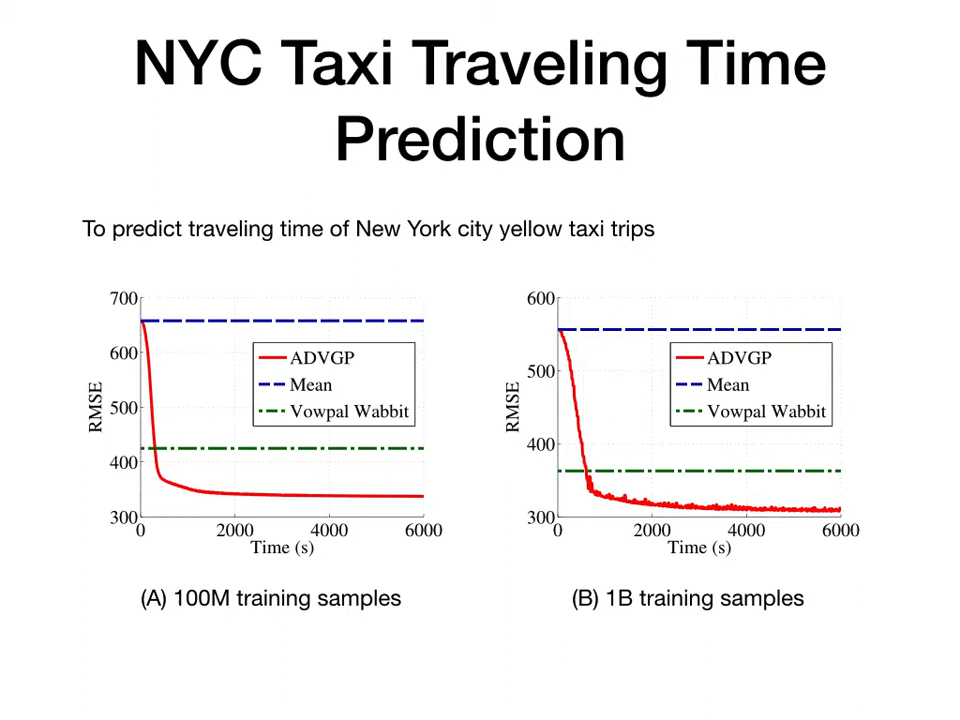 NYC Taxi Traveling Time
Prediction
To predict traveling time of New York city yellow taxi trips
700
600
500
400
300
RMSE
0
2000
4000
6000
Time (s)
ADVGP
Mean
Vowpal Wabbit
(A) 100M training samples
600
500
400
300
RMSE
0
2000
4000
6000
Time (s)
ADVGP
Mean
Vowpal Wabbit
(B) 1B training samples